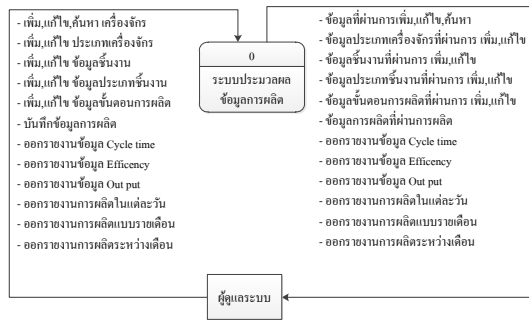 - เพิ่ม,แก้ไข,ค้นหา เครื่องจักร
- เพิ่ม,แก้ไข ประเภทเครื่องจักร
- เพิ่ม,แก้ไข ข้อมูลชิ้นงาน
- เพิ่ม,แก้ไข ข้อมูลประเภทชิ้นงาน
- เพิ่ม,แก้ไข ข้อมูลขั้นตอนการผลิต
- บันทึกข้อมูลการผลิต
- ออกรายงานข้อมูล Cycle time
- ออกรายงานข้อมูล Efficency
- ออกรายงานข้อมูล Out put
- ออกรายงานการผลิตในแต่ละวัน
- ออกรายงานการผลิตแบบรายเดือน
- ออกรายงานการผลิตระหว่างเดือน
0
ระบบประมวลผล
ข้อมูลการผลิต
- ข้อมูลที่ผ่านการเพิ่ม,แก้ไข,ค้นหา
- ข้อมูลประเภทเครื่องจักรที่ผ่านการ เพิ่ม,แก้ไข
- ข้อมูลชิ้นงานที่ผ่านการ เพิ่ม,แก้ไข
- ข้อมูลประเภทชิ้นงานที่ผ่านการ เพิ่ม,แก้ไข
- ข้อมูลขั้นตอนการผลิตที่ผ่านการ เพิ่ม,แก้ไข
- ข้อมูลการผลิตที่ผ่านการผลิต
- ออกรายงานข้อมูล Cycle time
- ออกรายงานข้อมูล Efficency
- ออกรายงานข้อมูล Out put
- ออกรายงานการผลิตในแต่ละวัน
- ออกรายงานการผลิตแบบรายเดือน
- ออกรายงานการผลิตระหว่างเดือน
ผู้ดูแลระบบ